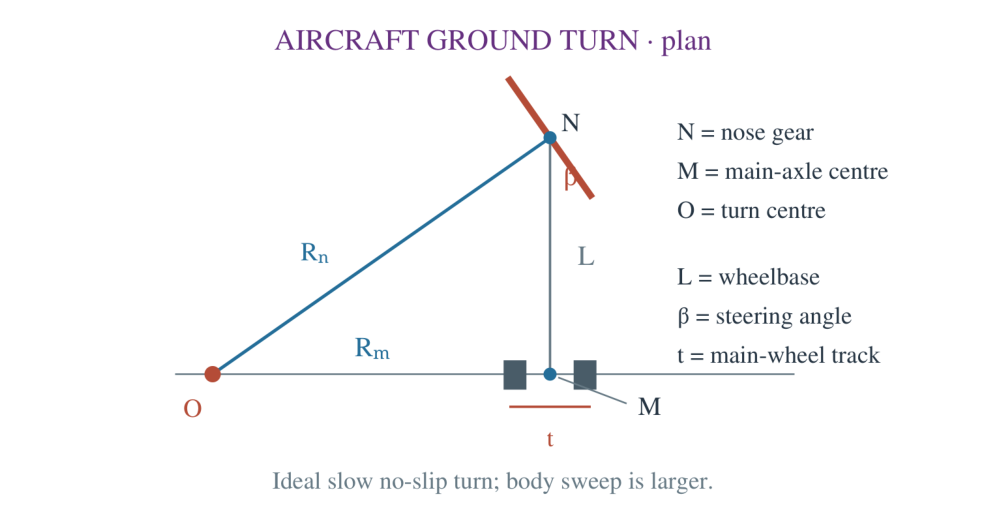 AIRCRAFT GROUND TURN · plan
N
β
N = nose gear
M = main-axle centre
O = turn centre
Rn
L
L = wheelbase
β = steering angle
Rm
t = main-wheel track
O
M
t
Ideal slow no-slip turn; body sweep is larger.